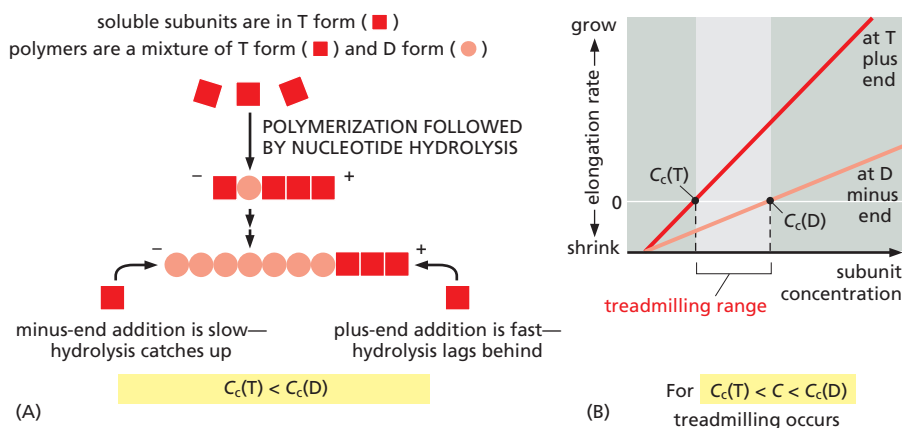 soluble subunits are in T form ( )
polymers are a mixture of T form ( ) and D form ( )
POLYMERIZATION FOLLOWED
BY NUCLEOTIDE HYDROLYSIS
– +
– +
minus-end addition is slow—
hydrolysis catches up
plus-end addition is fast—
hydrolysis lags behind
Cc(T) < Cc(D)
(A)
grow
elongation rate
0
shrink
at T
plus
end
Cc(T)
at D
minus
end
Cc(D)
subunit
concentration
treadmilling range
For Cc(T) < C < Cc(D)
treadmilling occurs
(B)